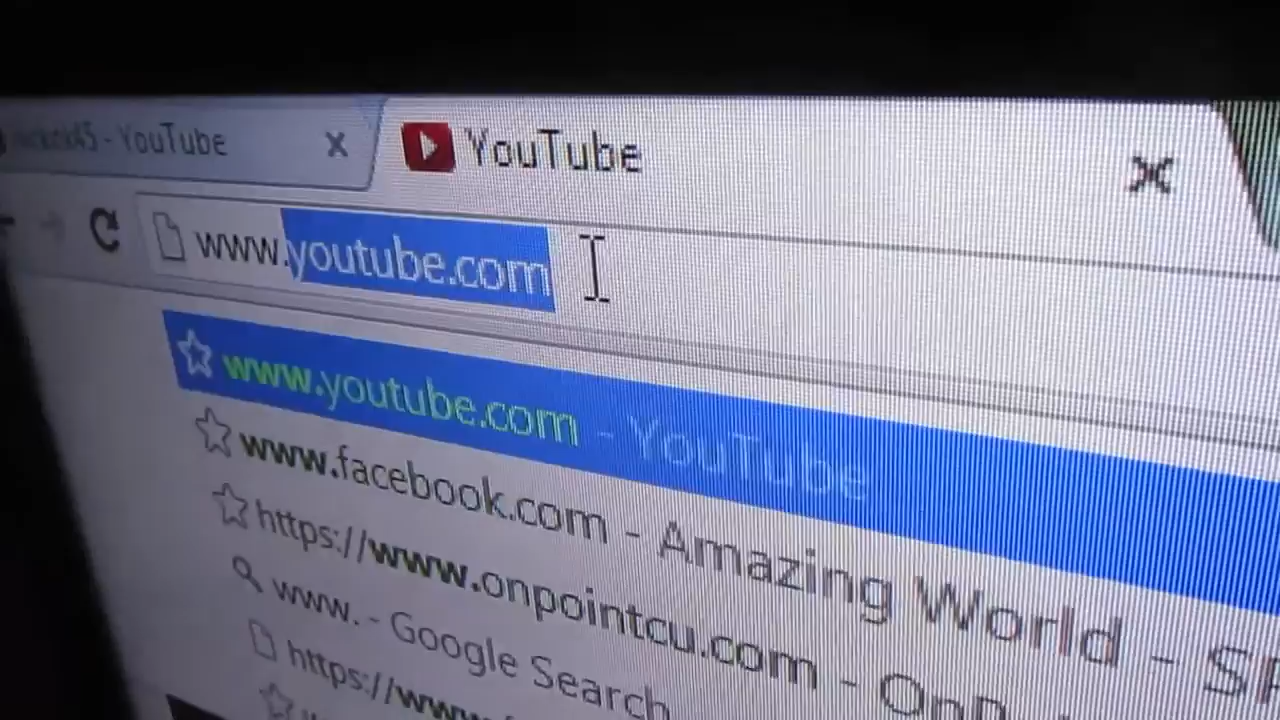 - YouTube
YouTube
www.youtube.com
www.youtube.com - YouTube
www.facebook.com - Amazing World -
https://www.onpointcu.com -
www. - Google Search
https://www.